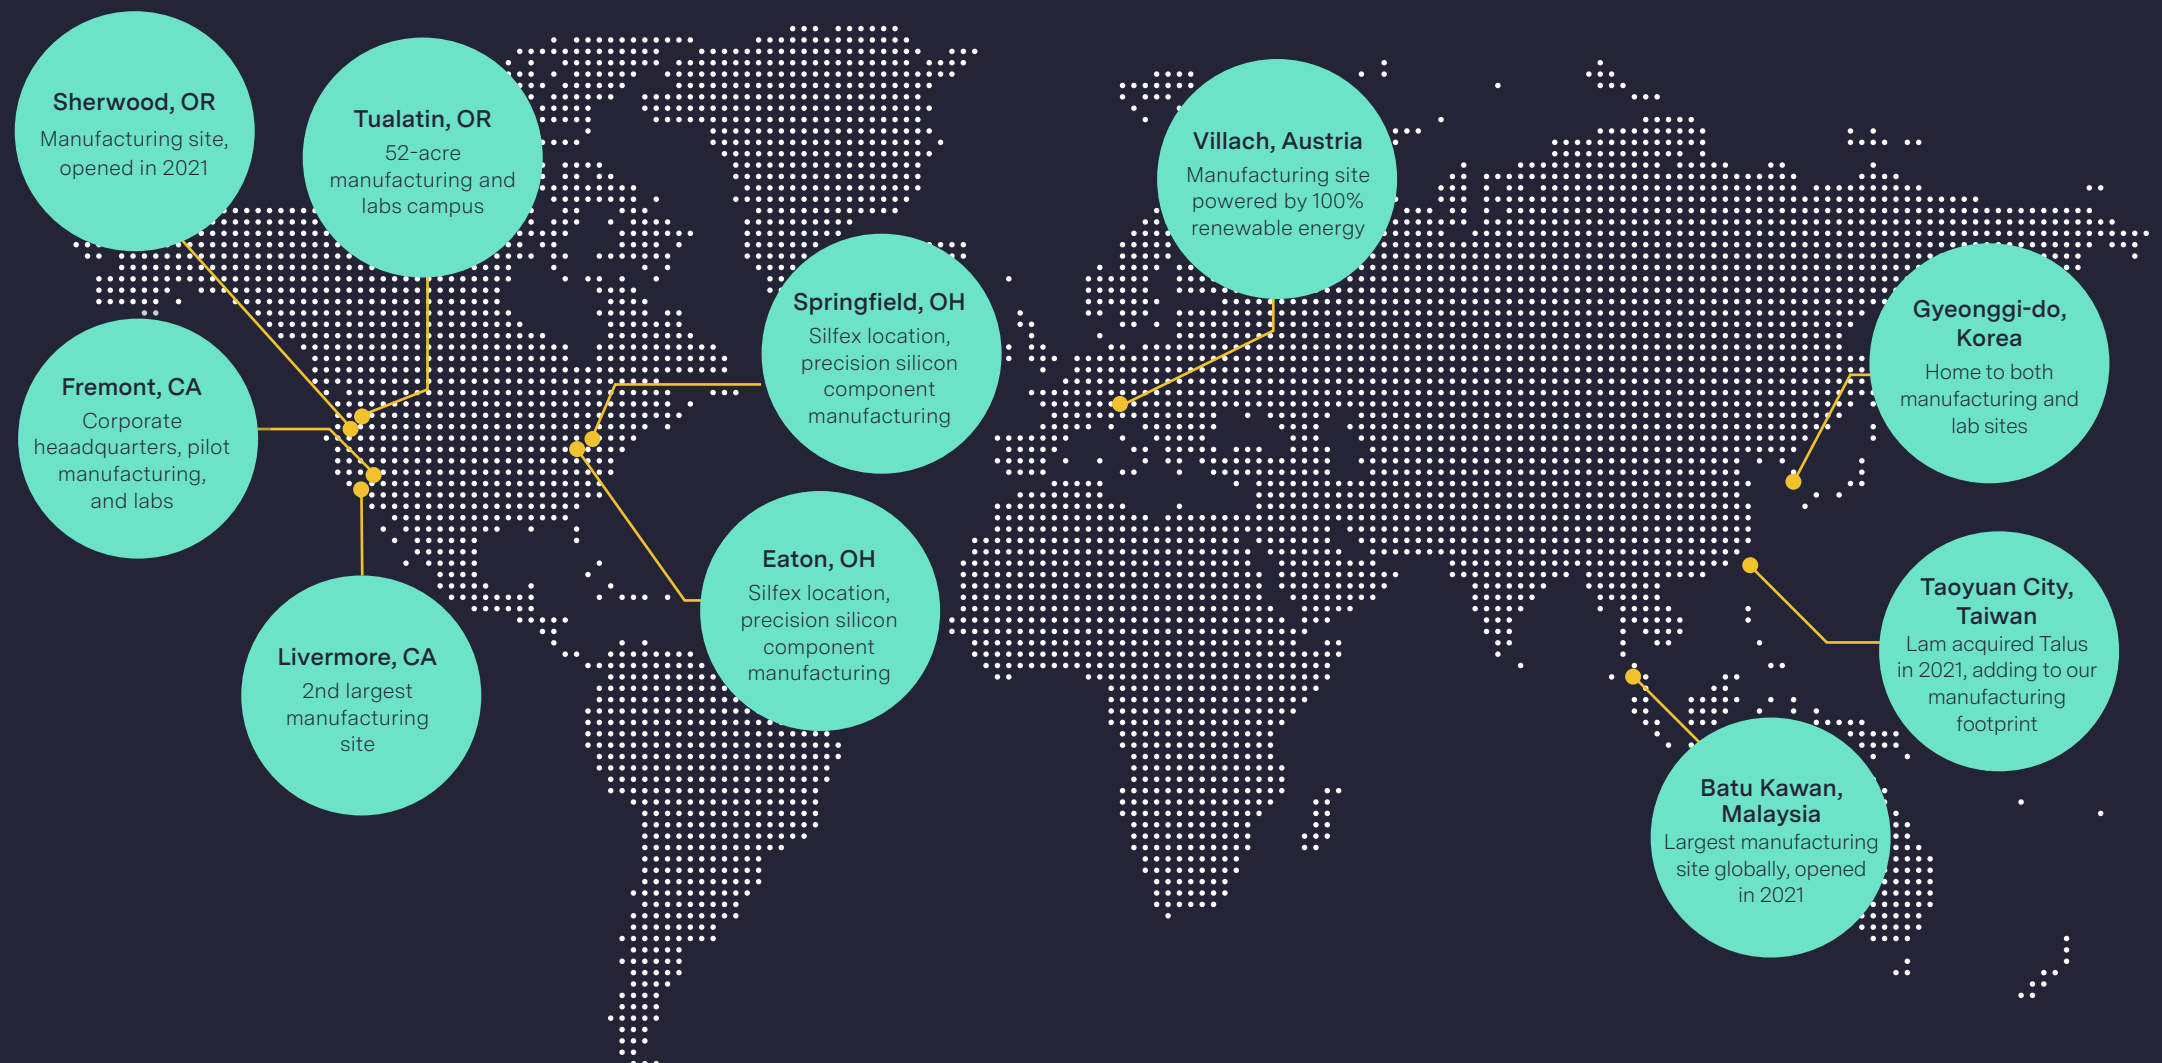 Sherwood, OR
Manufacturing site,
opened in 2021
Tualatin, OR
52-acre
manufacturing and
labs campus
Villach, Austria
Manufacturing site
powered by 100%
renewable energy
Springfield, OH
Silfex location,
precision silicon
component
manufacturing
Gyeonggi-do,
Korea
Home to both
manufacturing and
lab sites
Fremont, CA
Corporate
heaadquarters, pilot
manufacturing,
and labs
Eaton, OH
Silfex location,
precision silicon
component
manufacturing
Taoyuan City,
Taiwan
Lam acquired Talus
in 2021, adding to our
manufacturing
footprint
Livermore, CA
2nd largest
manufacturing
site
Batu Kawan,
Malaysia
Largest manufacturing
site globally, opened
in 2021